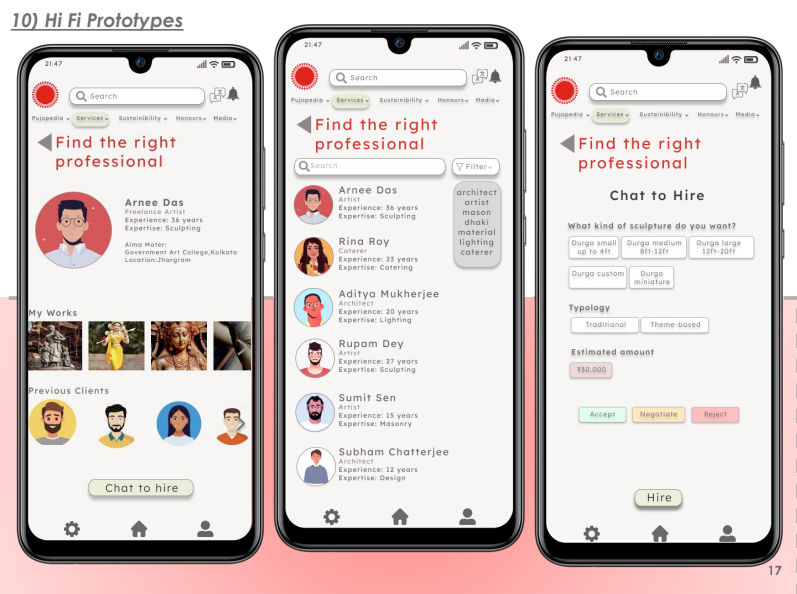 10) Hi Fi Prototypes
21:47
Search
Pujopedia Services Sustainibility Honours Media
Find the right
professional
Arnee Das
Freelance Artist
Experience: 36 years
Expertise: Sculpting
Alma Mater:
Government Art College,Kolkato
Location:Jhargram
My Works
Previous Clients
Chat to hire
21:47
Search
Pujopedia Services Sustainibility Honours Media
Find the right
professional
Search
Filter
architect
artist
mason
dhaki
material
lighting
caterer
Arnee Das
Artist
Experience: 36 years
Expertise: Sculpting
Rina Roy
Caterer
Experience: 23 years
Expertise: Catering
Aditya Mukherjee
Architect
Experience: 20 years
Expertise: Lighting
Rupam Dey
Artist
Experience: 27 years
Expertise: Sculpting
Sumit Sen
Artist
Experience: 15 years
Expertise: Masonry
Subham Chatterjee
Architect
Experience: 12 years
Expertise: Design
21:47
Search
Pujopedia Services Sustainibility Honours Media
Find the right
professional
Chat to Hire
What kind of sculpture do you want?
Durga small
up to 4ft
Durga medium
8ft-12ft
Durga large
12ft-20ft
Durga custom
Durga
miniature
Typology
Traditional
Theme-based
Estimated amount
₹30,000
Accept
Negotiate
Reject
Hire
17